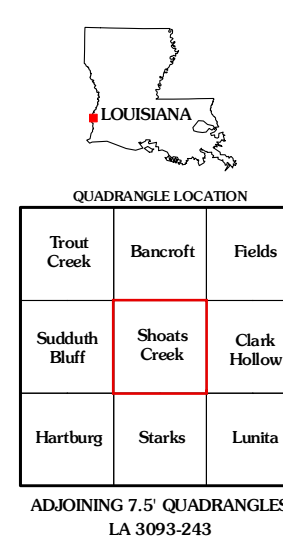 LOUISIANA
QUADRANGLE LOCATION
Trout
Creek
Bancroft
Fields
Sudduth
Bluff
Shoats
Creek
Clark
Hollow
Hartburg
Starks
Lunita
ADJOINING 7.5' QUADRANGLES
LA 3093-243